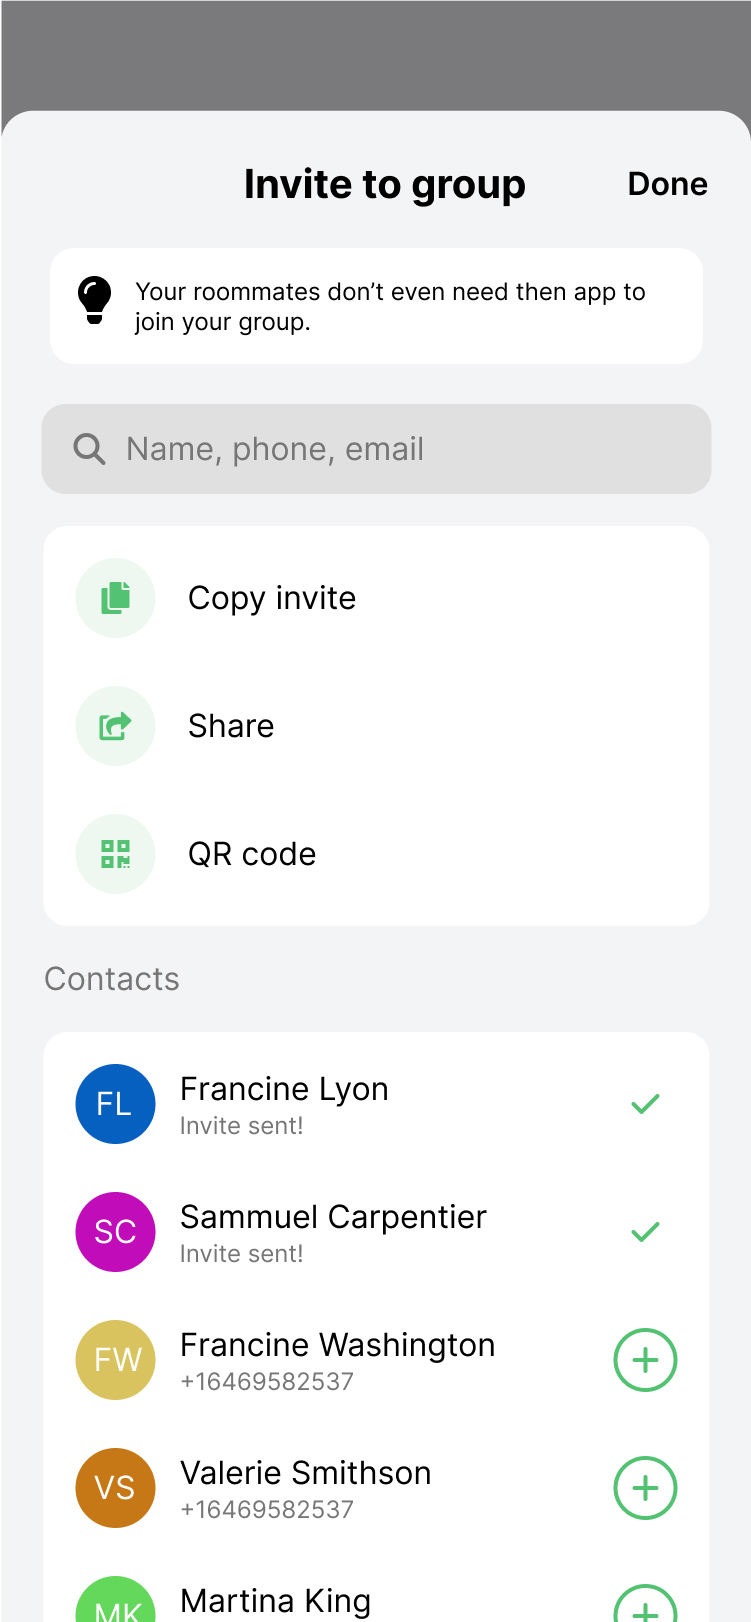 Invite to group
Done
Your roommates don’t even need then app to
join your group.
Name, phone, email
Copy invite
Share
QR code
Contacts
FL
Francine Lyon
Invite sent!
SC
Sammuel Carpentier
Invite sent!
FW
Francine Washington
+16469582537
VS
Valerie Smithson
+16469582537
MK
Martina King